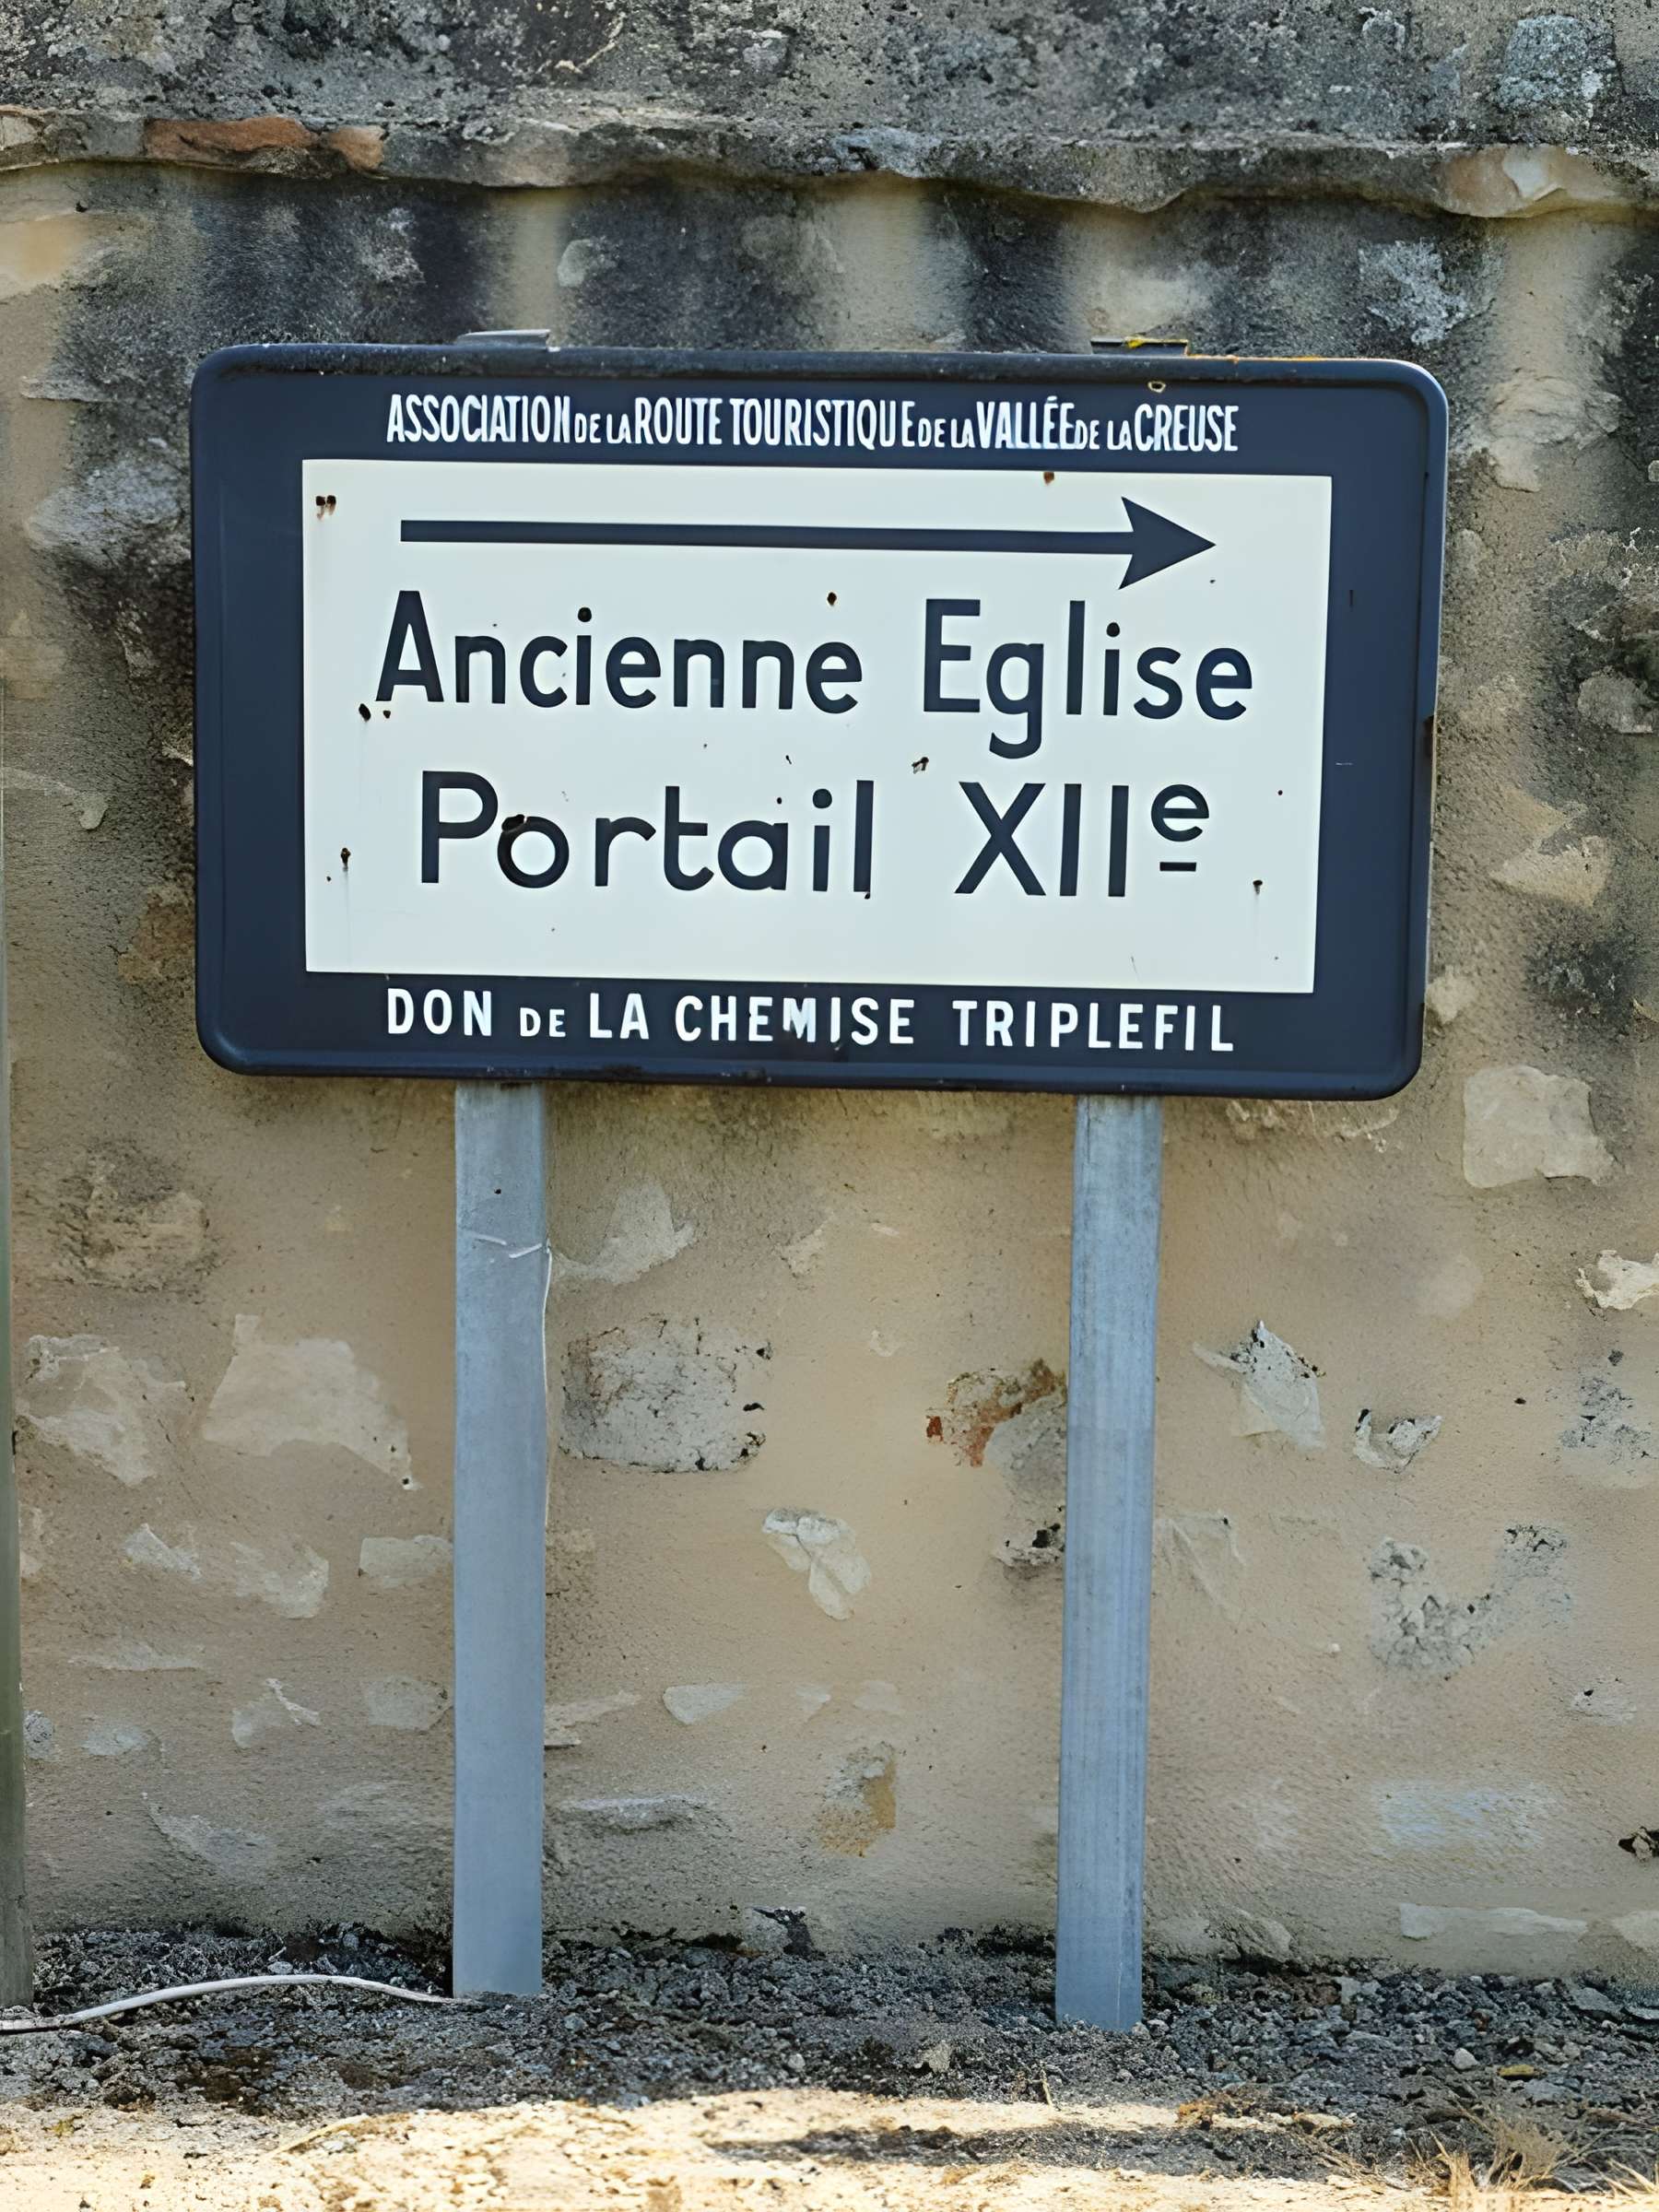 ASSOCIATION DE LA ROUTE TOURISTIQUE DE LA VALLÉE DE LA CREUSE
Ancienne Eglise
Portail XIIe
DON DE LA CHEMISE TRIPLEFIL